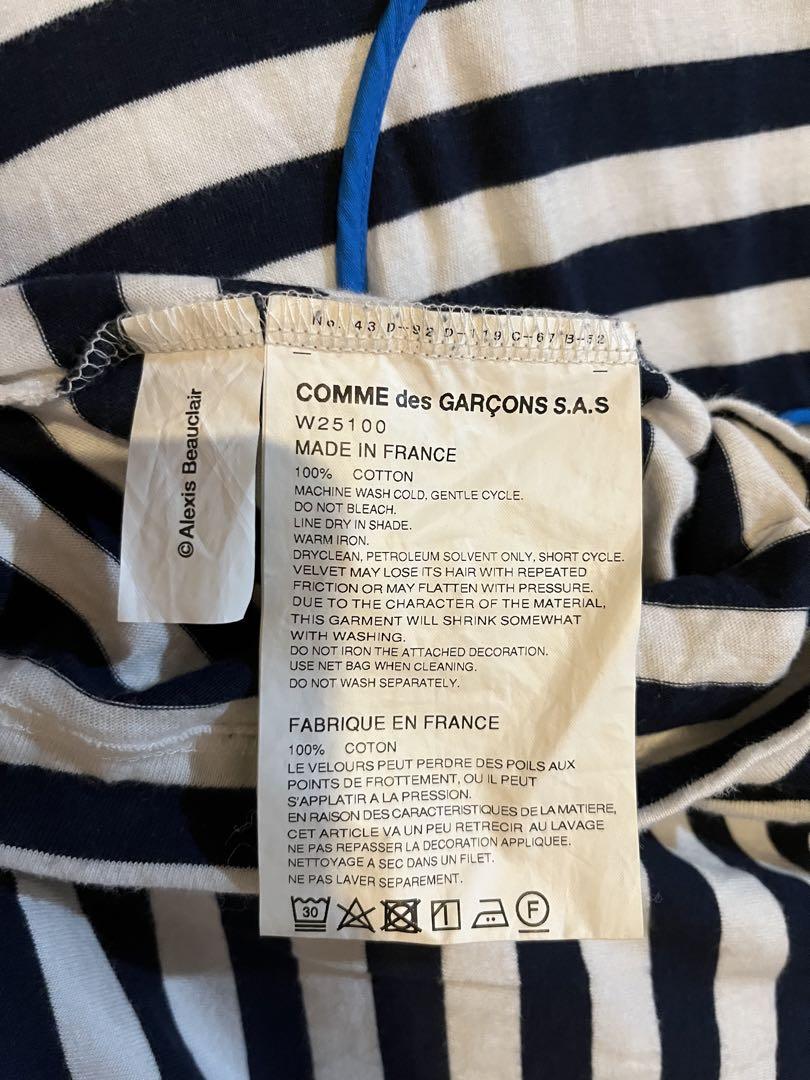 No. 43 D-92 D-119 C-67 B-32
©Alexis Beauclair
COMME des GARÇONS S.A.S
W25100
MADE IN FRANCE
100% COTTON
MACHINE WASH COLD, GENTLE CYCLE.
DO NOT BLEACH.
LINE DRY IN SHADE.
WARM IRON.
DRYCLEAN, PETROLEUM SOLVENT ONLY, SHORT CYCLE.
VELVET MAY LOSE ITS HAIR WITH REPEATED
FRICTION OR MAY FLATTEN WITH PRESSURE.
DUE TO THE CHARACTER OF THE MATERIAL,
THIS GARMENT WILL SHRINK SOMEWHAT
WITH WASHING.
DO NOT IRON THE ATTACHED DECORATION.
USE NET BAG WHEN CLEANING.
DO NOT WASH SEPARATELY.
FABRIQUE EN FRANCE
100% COTON
LE VELOURS PEUT PERDRE DES POILS AUX
POINTS DE FROTTEMENT, OU IL PEUT
S'APPLATIR A LA PRESSION.
EN RAISON DES CARACTERISTIQUES DE LA MATIERE,
CET ARTICLE VA UN PEU RETRECIR AU LAVAGE
NE PAS REPASSER LA DECORATION APPLIQUEE.
NETTOYAGE A SEC DANS UN FILET.
NE PAS LAVER SEPAREMENT.
30 F